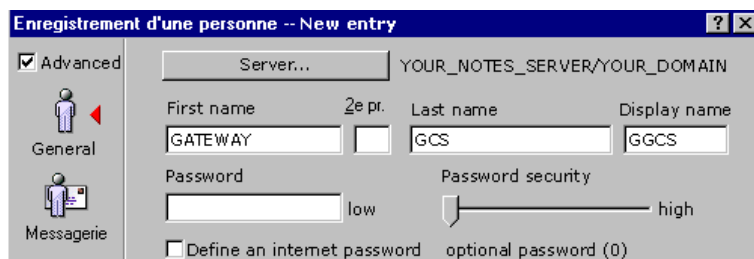 Enregistrement d'une personne -- New entry
Advanced
Server... YOUR_NOTES_SERVER/YOUR_DOMAIN
First name 2e pr. Last name Display name
GATEWAY GCS GGCS
General
Password Password security
low high
Messagerie
Define an internet password optional password (0)